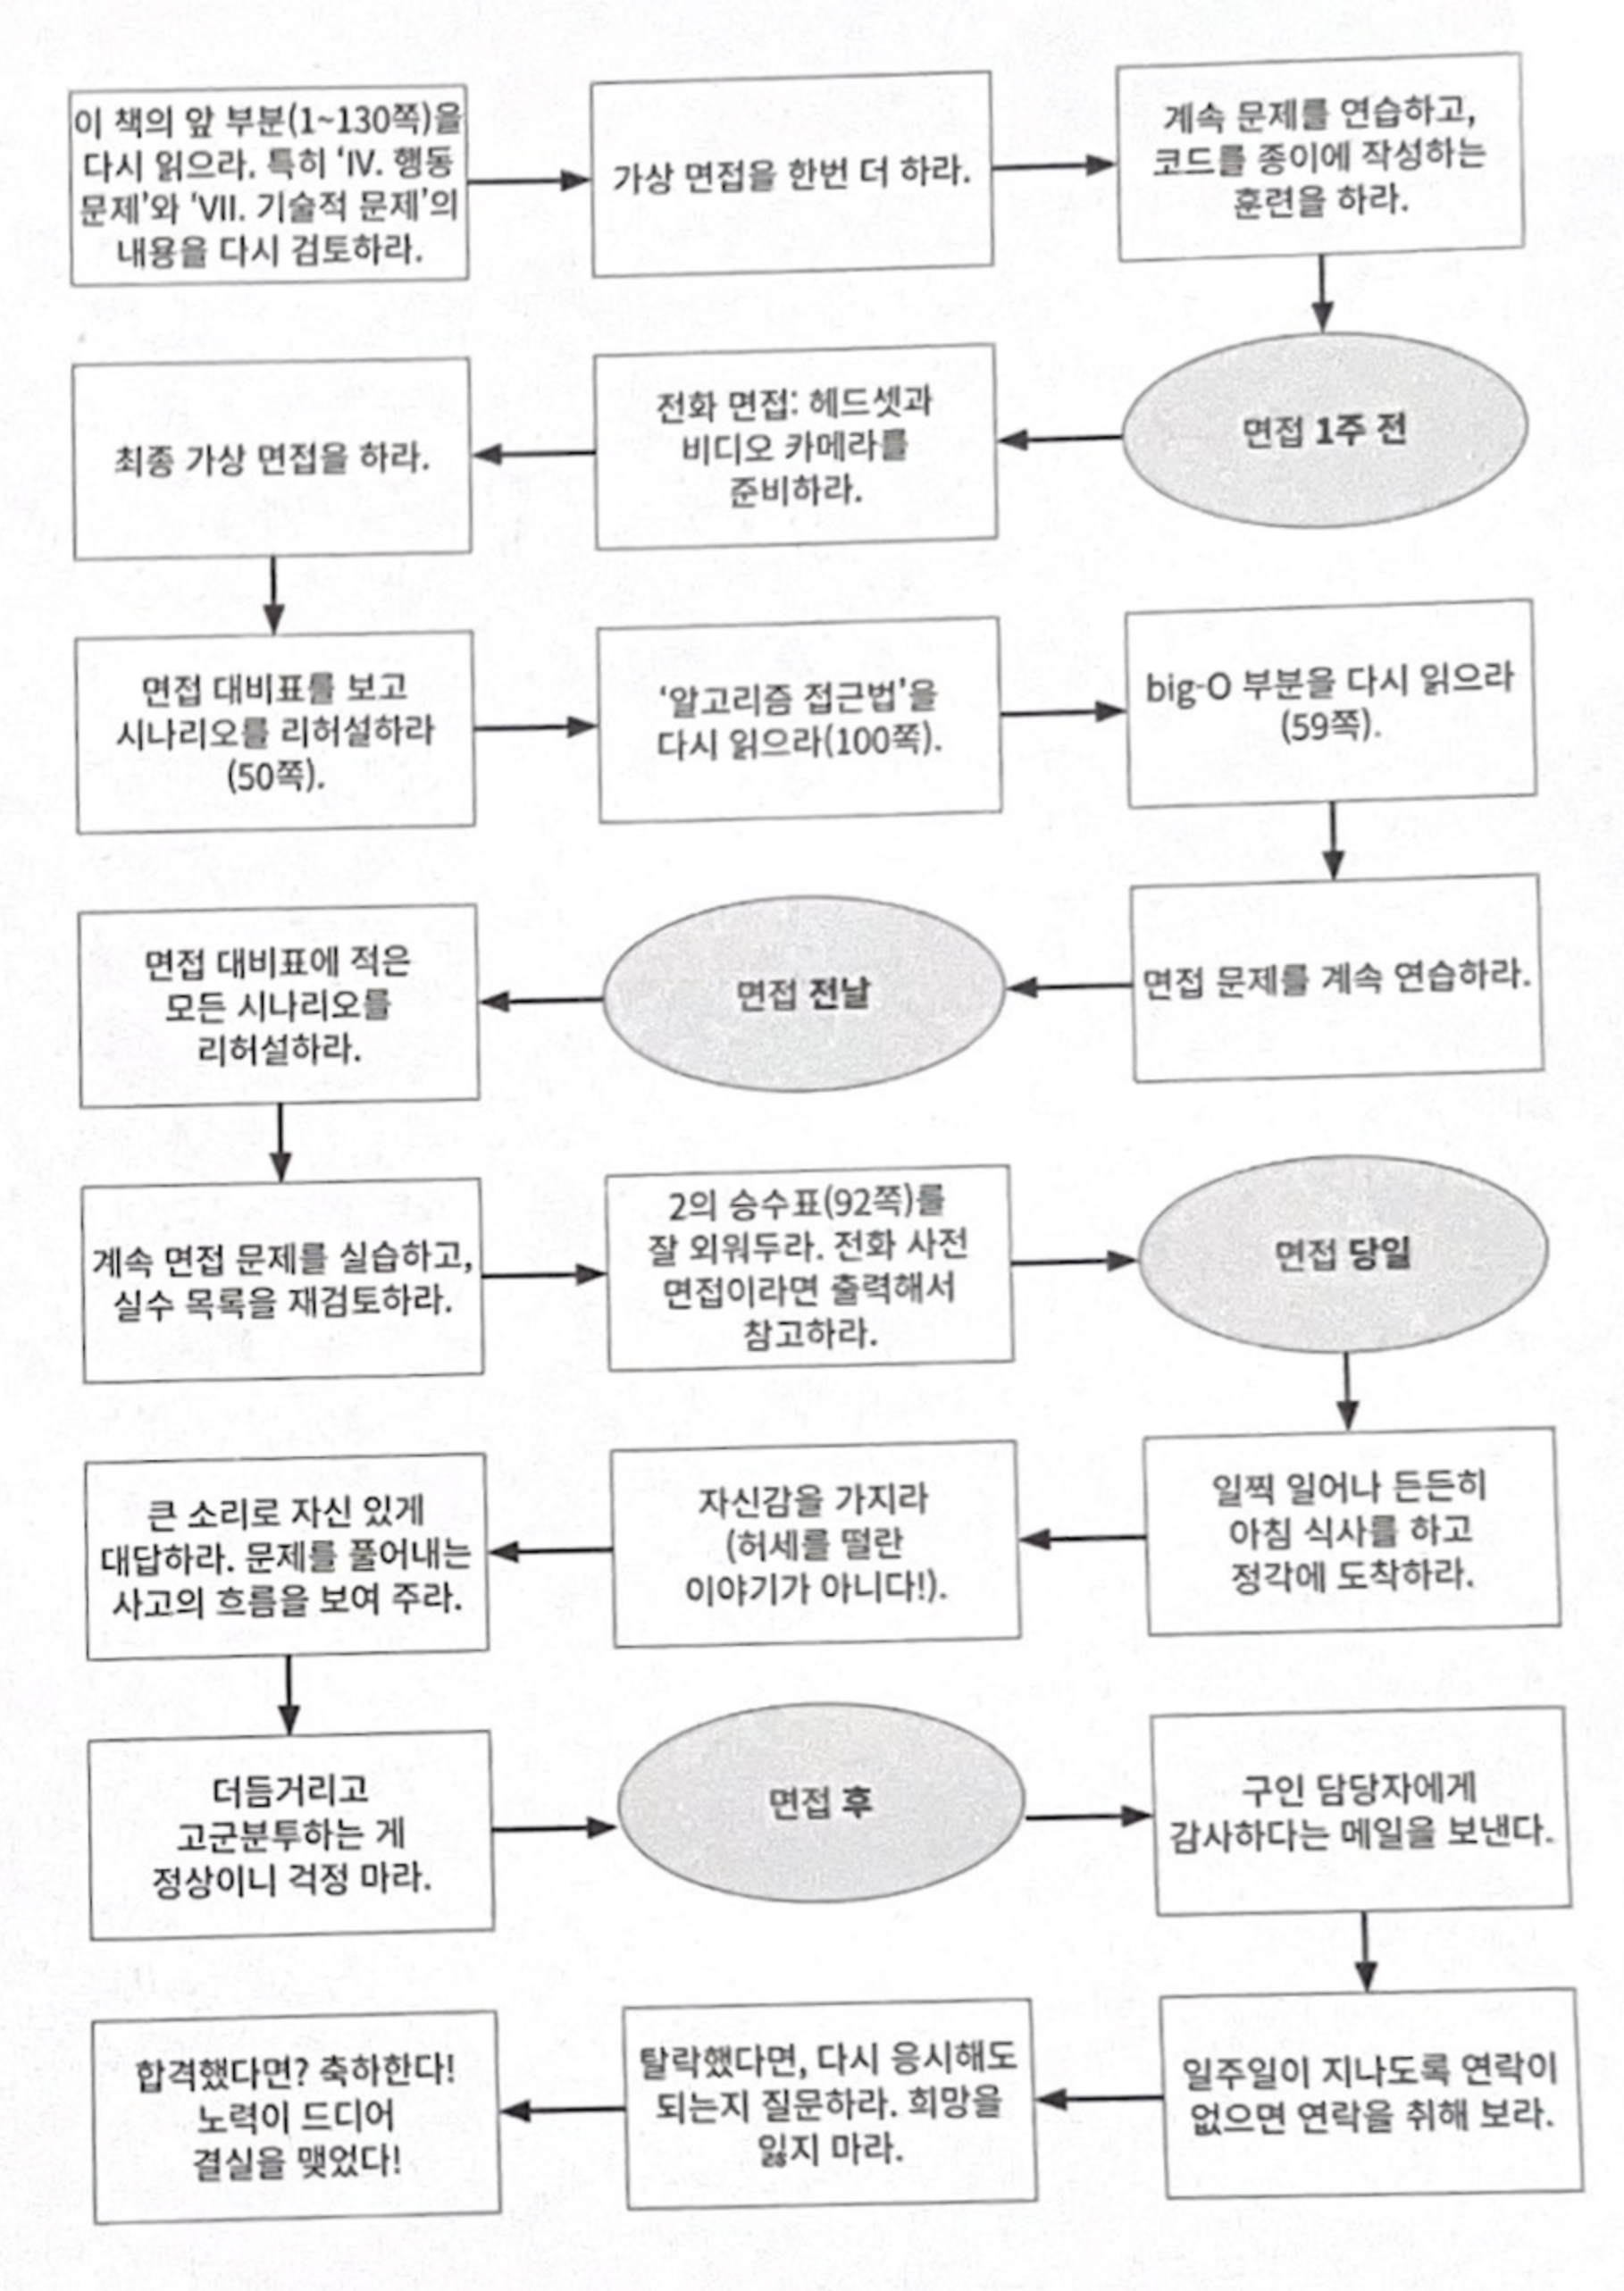 이 책의 앞 부분(1~130쪽)을
다시 읽으라. 특히 ‘IV. 행동
문제’와 ‘VII. 기술적 문제’의
내용을 다시 검토하라.
가상 면접을 한번 더 하라.
계속 문제를 연습하고,
코드를 종이에 작성하는
훈련을 하라.
면접 1주 전
전화 면접: 헤드셋과
비디오 카메라를
준비하라.
최종 가상 면접을 하라.
면접 대비표를 보고
시나리오를 리허설하라
(50쪽).
‘알고리즘 접근법’을
다시 읽으라(100쪽).
big-O 부분을 다시 읽으라
(59쪽).
면접 문제를 계속 연습하라.
면접 전날
면접 대비표에 적은
모든 시나리오를
리허설하라.
계속 면접 문제를 실습하고,
실수 목록을 재검토하라.
2의 승수표(92쪽)를
잘 외워두라. 전화 사전
면접이라면 출력해서
참고하라.
면접 당일
일찍 일어나 든든히
아침 식사를 하고
정각에 도착하라.
자신감을 가지라
(허세를 떨란
이야기가 아니다!).
큰 소리로 자신 있게
대답하라. 문제를 풀어내는
사고의 흐름을 보여 주라.
더듬거리고
고군분투하는 게
정상이니 걱정 마라.
면접 후
구인 담당자에게
감사하다는 메일을 보낸다.
일주일이 지나도록 연락이
없으면 연락을 취해 보라.
탈락했다면, 다시 응시해도
되는지 질문하라. 희망을
잃지 마라.
합격했다면? 축하한다!
노력이 드디어
결실을 맺었다!